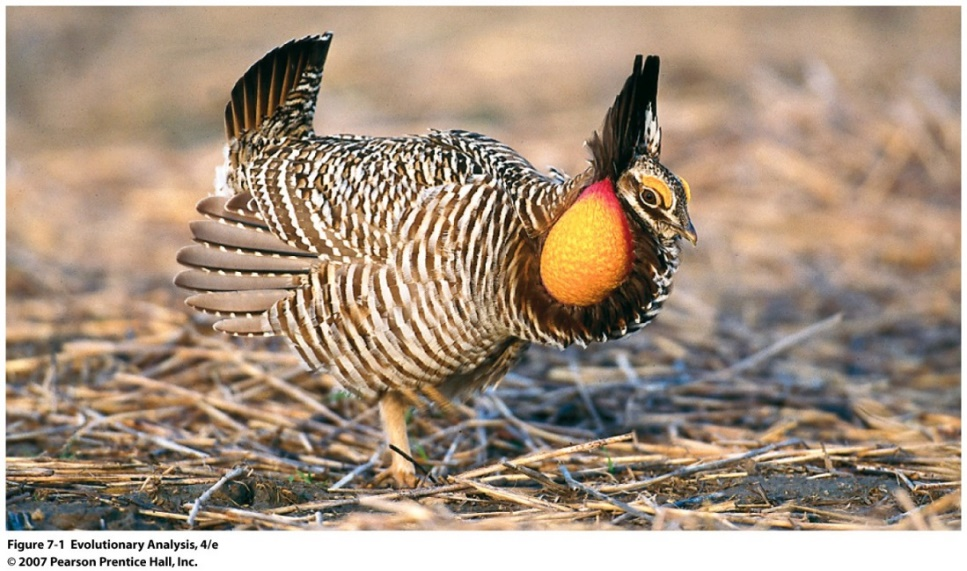 Figure 7-1 Evolutionary Analysis, 4/e
© 2007 Pearson Prentice Hall, Inc.